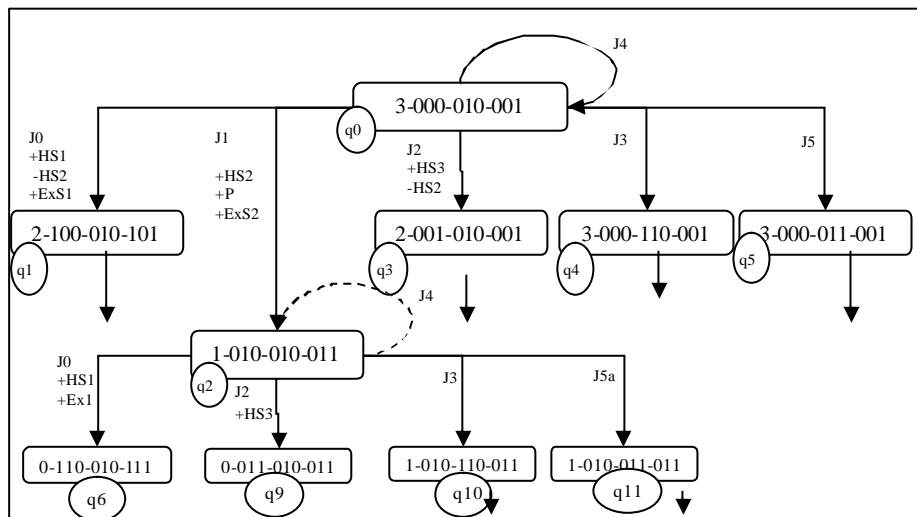 J4
3-000-010-001
q0
J0
+HS1
-HS2
+ExS1
J1
+HS2
+P
+ExS2
J2
+HS3
-HS2
J3
J5
2-100-010-101
q1
2-001-010-001
q3
3-000-110-001
q4
3-000-011-001
q5
J4
1-010-010-011
q2
J0
+HS1
+Ex1
J2
+HS3
J3
J5a
0-110-010-111
q6
0-011-010-011
q9
1-010-110-011
q10
1-010-011-011
q11